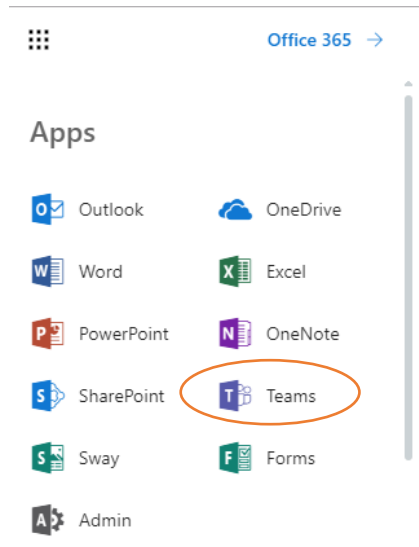 Office 365
Apps
Outlook OneDrive
Word Excel
PowerPoint OneNote
SharePoint Teams
Sway Forms
Admin